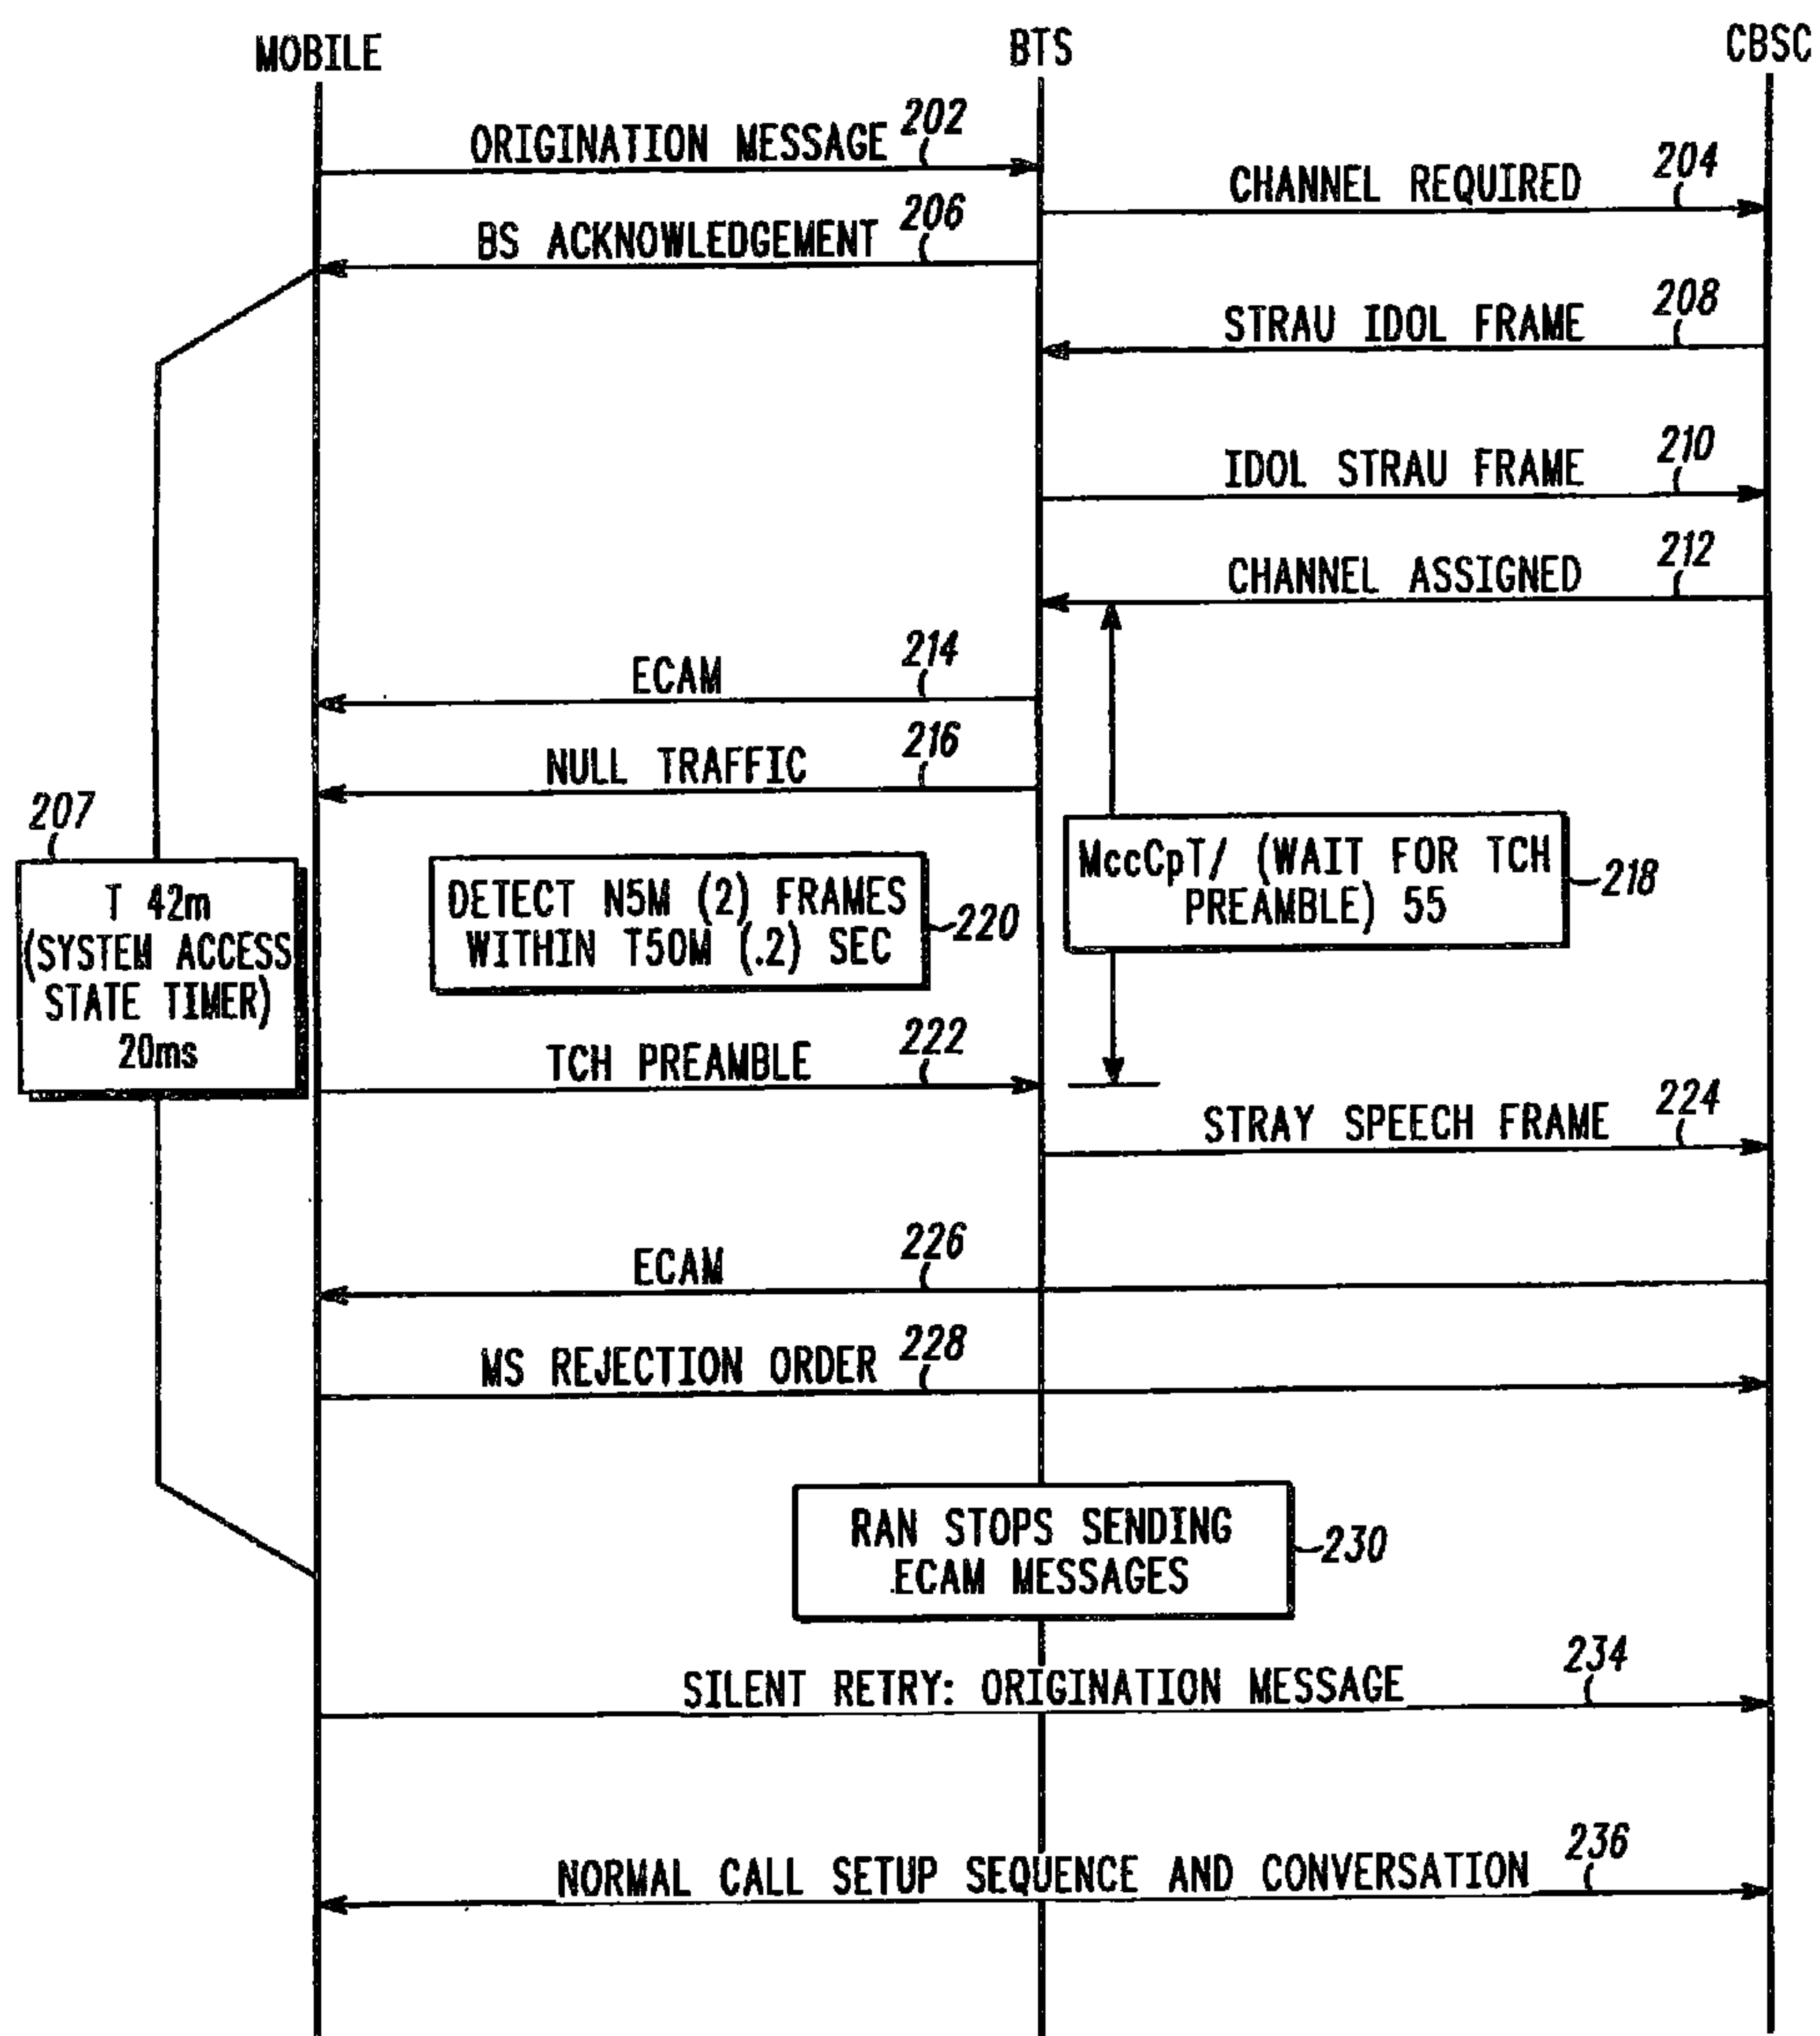 MOBILE
BTS
CBSC
ORIGINATION MESSAGE 202
CHANNEL REQUIRED 204
BS ACKNOWLEDGEMENT 206
STRAU IDOL FRAME 208
IDOL STRAU FRAME 210
CHANNEL ASSIGNED 212
ECAM 214
NULL TRAFFIC 216
207
T 42m
(SYSTEM ACCESS
STATE TIMER)
20ms
DETECT N5M (2) FRAMES
WITHIN T50M (.2) SEC
220
MccCpT/ (WAIT FOR TCH
PREAMBLE) 55
218
TCH PREAMBLE 222
STRAY SPEECH FRAME 224
ECAM 226
MS REJECTION ORDER 228
RAN STOPS SENDING
ECAM MESSAGES
230
SILENT RETRY: ORIGINATION MESSAGE 234
NORMAL CALL SETUP SEQUENCE AND CONVERSATION 236